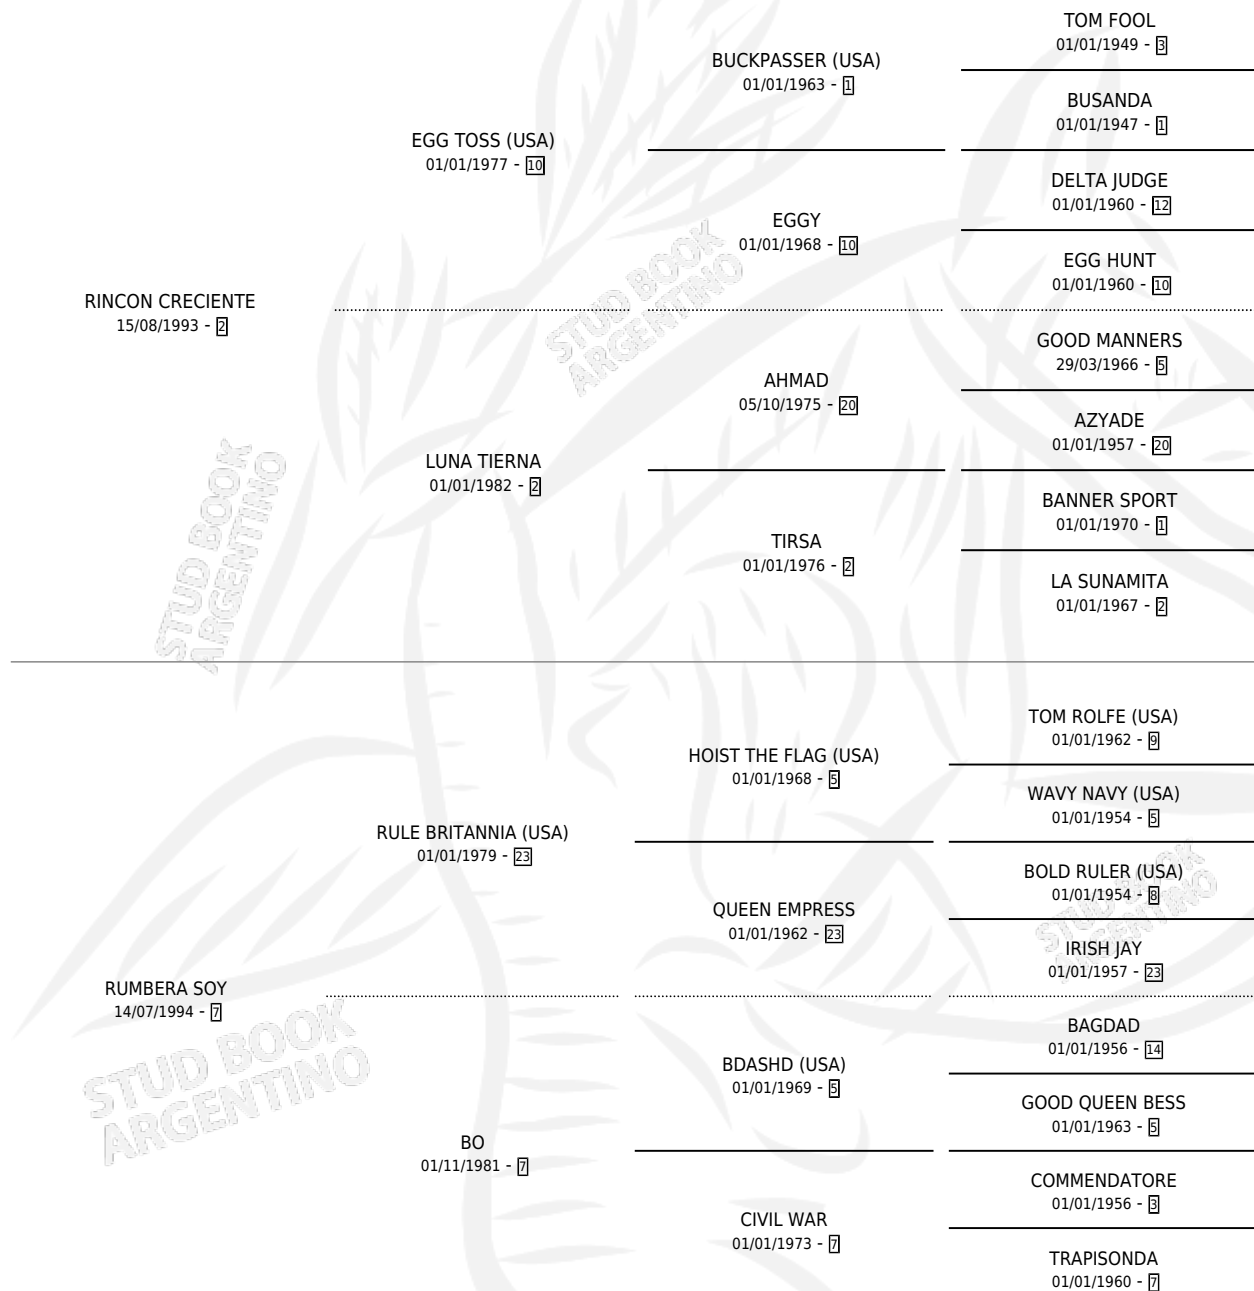 TOM FOOL
01/01/1949 - 3
BUCKPASSER (USA)
01/01/1963 - 1
BUSANDA
01/01/1947 - 1
EGG TOSS (USA)
01/01/1977 - 10
DELTA JUDGE
01/01/1960 - 12
EGGY
01/01/1968 - 10
EGG HUNT
01/01/1960 - 10
RINCON CRECIENTE
15/08/1993 - 2
GOOD MANNERS
29/03/1966 - 5
AHMAD
05/10/1975 - 20
AZYADE
01/01/1957 - 20
LUNA TIERNA
01/01/1982 - 2
BANNER SPORT
01/01/1970 - 1
TIRSA
01/01/1976 - 2
LA SUNAMITA
01/01/1967 - 2
STUD BOOK
ARGENTINO
STUD BOOK
ARGENTINO
TOM ROLFE (USA)
01/01/1962 - 9
HOIST THE FLAG (USA)
01/01/1968 - 5
WAVY NAVY (USA)
01/01/1954 - 5
RULE BRITANNIA (USA)
01/01/1979 - 23
BOLD RULER (USA)
01/01/1954 - 8
QUEEN EMPRESS
01/01/1962 - 23
IRISH JAY
01/01/1957 - 23
STUD BOOK
ARGENTINO
RUMBERA SOY
14/07/1994 - 7
BAGDAD
01/01/1956 - 14
BDASHD (USA)
01/01/1969 - 5
GOOD QUEEN BESS
01/01/1963 - 5
BO
01/11/1981 - 7
COMMENDATORE
01/01/1956 - 3
CIVIL WAR
01/01/1973 - 7
TRAPISONDA
01/01/1960 - 7
STUD BOOK
ARGENTINO